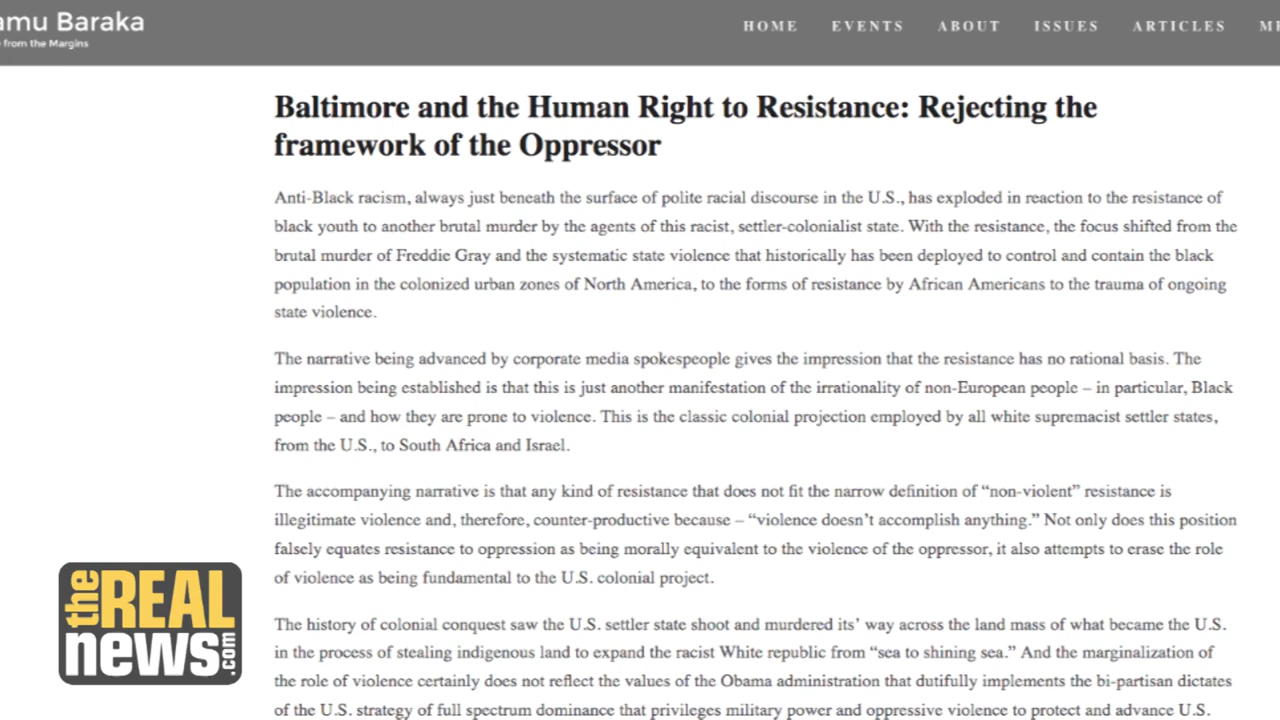 amu Baraka
from the Margins
HOME EVENTS ABOUT ISSUES ARTICLES
Baltimore and the Human Right to Resistance: Rejecting the
framework of the Oppressor
Anti-Black racism, always just beneath the surface of polite racial discourse in the U.S., has exploded in reaction to the resistance of
black youth to another brutal murder by the agents of this racist, settler-colonialist state. With the resistance, the focus shifted from the
brutal murder of Freddie Gray and the systematic state violence that historically has been deployed to control and contain the black
population in the colonized urban zones of North America, to the forms of resistance by African Americans to the trauma of ongoing
state violence.
The narrative being advanced by corporate media spokespeople gives the impression that the resistance has no rational basis. The
impression being established is that this is just another manifestation of the irrationality of non-European people – in particular, Black
people – and how they are prone to violence. This is the classic colonial projection employed by all white supremacist settler states,
from the U.S., to South Africa and Israel.
The accompanying narrative is that any kind of resistance that does not fit the narrow definition of “non-violent” resistance is
illegitimate violence and, therefore, counter-productive because – “violence doesn’t accomplish anything.” Not only does this position
falsely equates resistance to oppression as being morally equivalent to the violence of the oppressor, it also attempts to erase the role
of violence as being fundamental to the U.S. colonial project.
The history of colonial conquest saw the U.S. settler state shoot and murdered its’ way across the land mass of what became the U.S.
in the process of stealing indigenous land to expand the racist White republic from “sea to shining sea.” And the marginalization of
the role of violence certainly does not reflect the values of the Obama administration that dutifully implements the bi-partisan dictates
of the U.S. strategy of full spectrum dominance that privileges military power and oppressive violence to protect and advance U.S.
the REAL
news.com